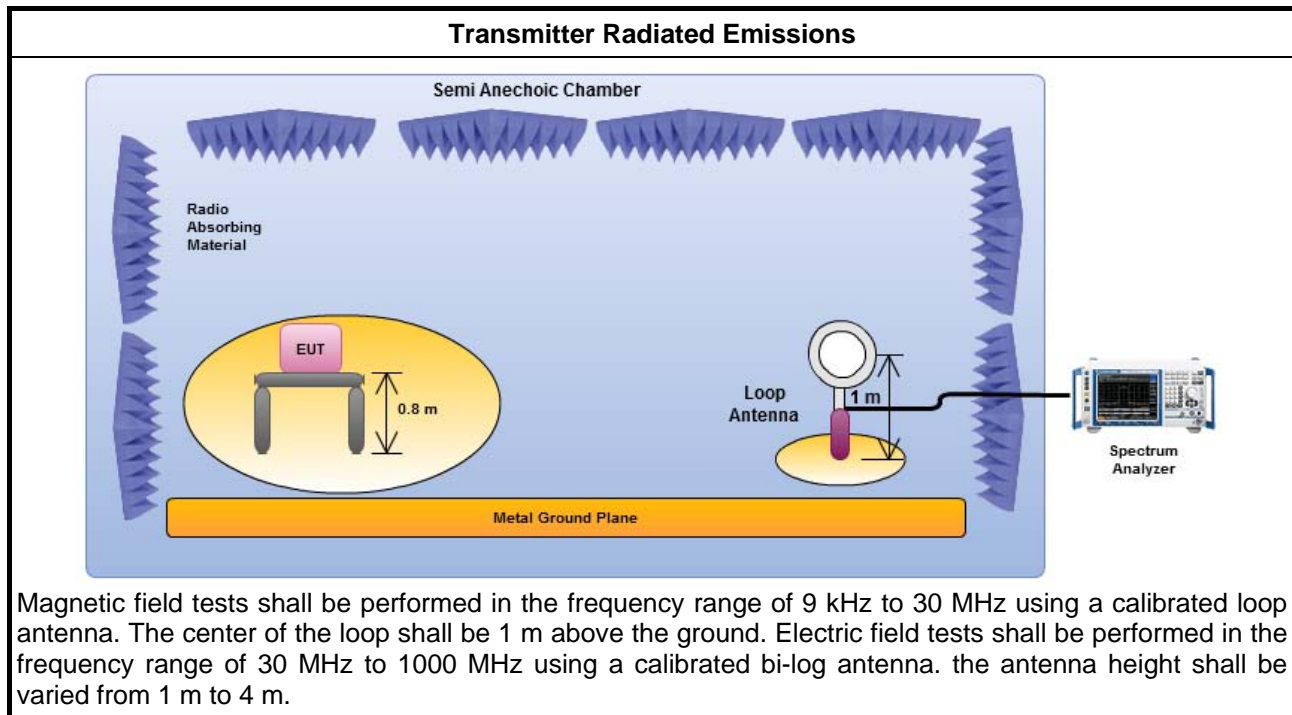 Transmitter Radiated Emissions
Semi Anechoic Chamber
Radio
Absorbing
Material
EUT
0.8 m
Loop
Antenna
1 m
Spectrum
Analyzer
Metal Ground Plane
Magnetic field tests shall be performed in the frequency range of 9 kHz to 30 MHz using a calibrated loop
antenna. The center of the loop shall be 1 m above the ground. Electric field tests shall be performed in the
frequency range of 30 MHz to 1000 MHz using a calibrated bi-log antenna. the antenna height shall be
varied from 1 m to 4 m.